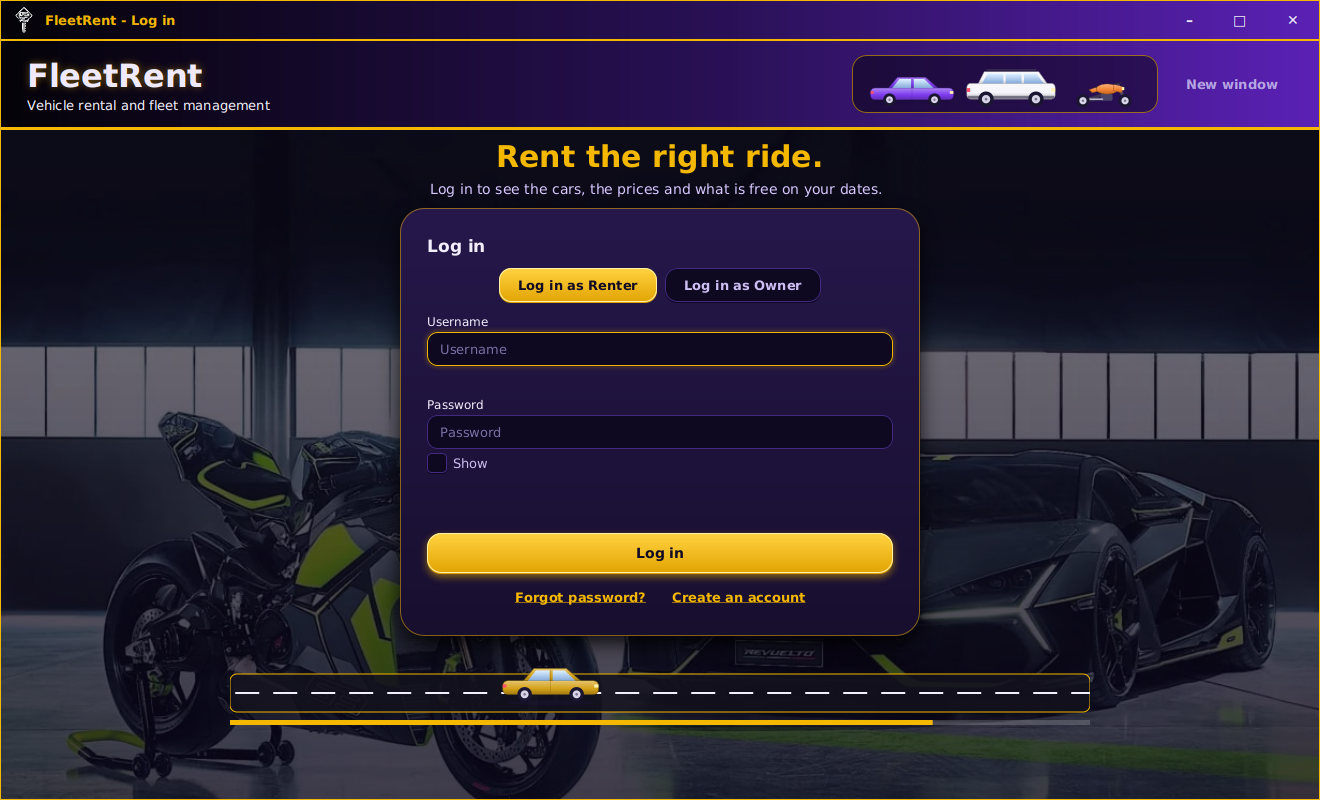 FleetRent - Log in
FleetRent
Vehicle rental and fleet management
New window
Rent the right ride.
Log in to see the cars, the prices and what is free on your dates.
Log in
Log in as Renter
Log in as Owner
Username
Username
Password
Password
Show
Log in
Forgot password?
Create an account
REVUELTO